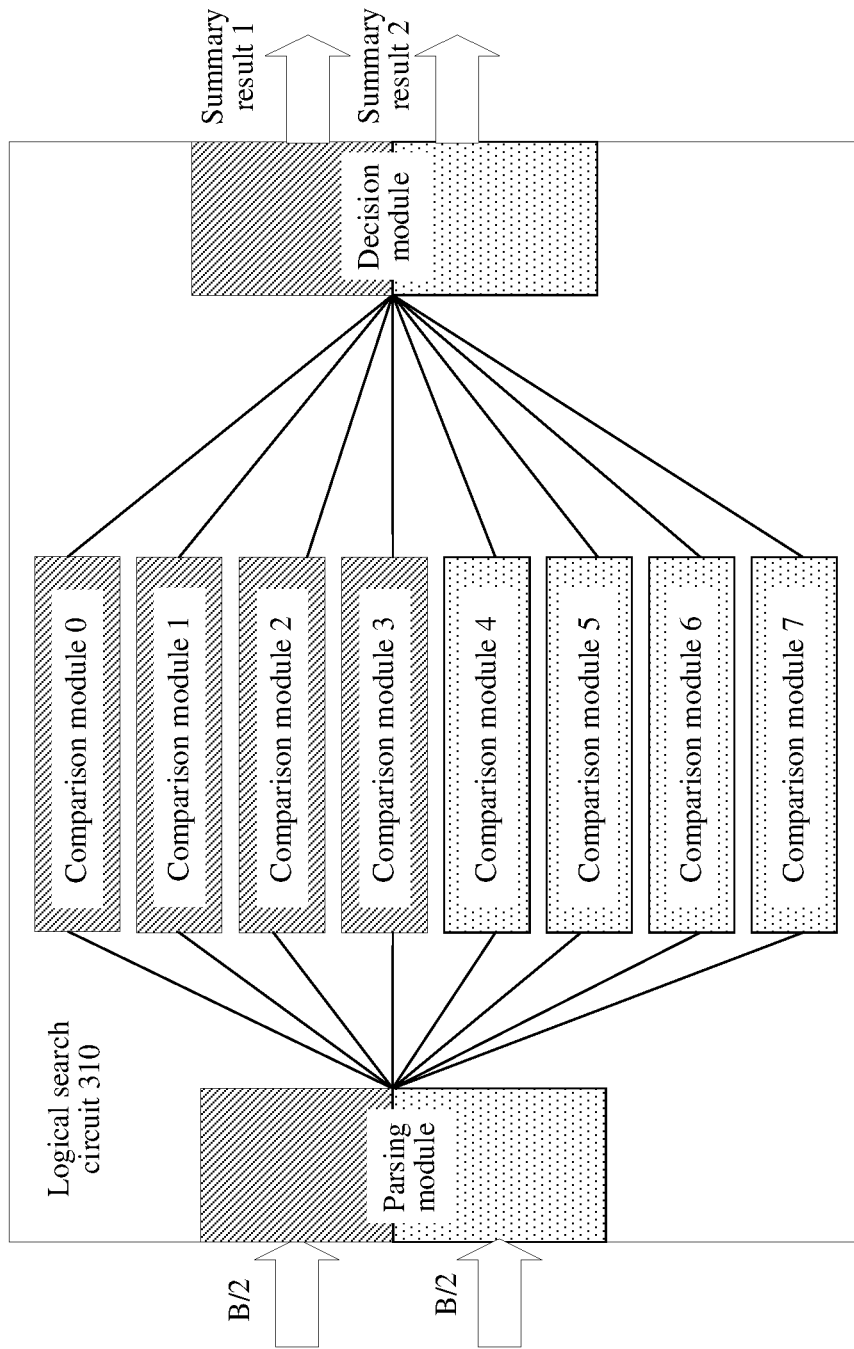 Logical search
circuit 310
B/2
B/2
Parsing
module
Comparison module 0
Comparison module 1
Comparison module 2
Comparison module 3
Comparison module 4
Comparison module 5
Comparison module 6
Comparison module 7
Decision
module
Summary
result 1
Summary
result 2